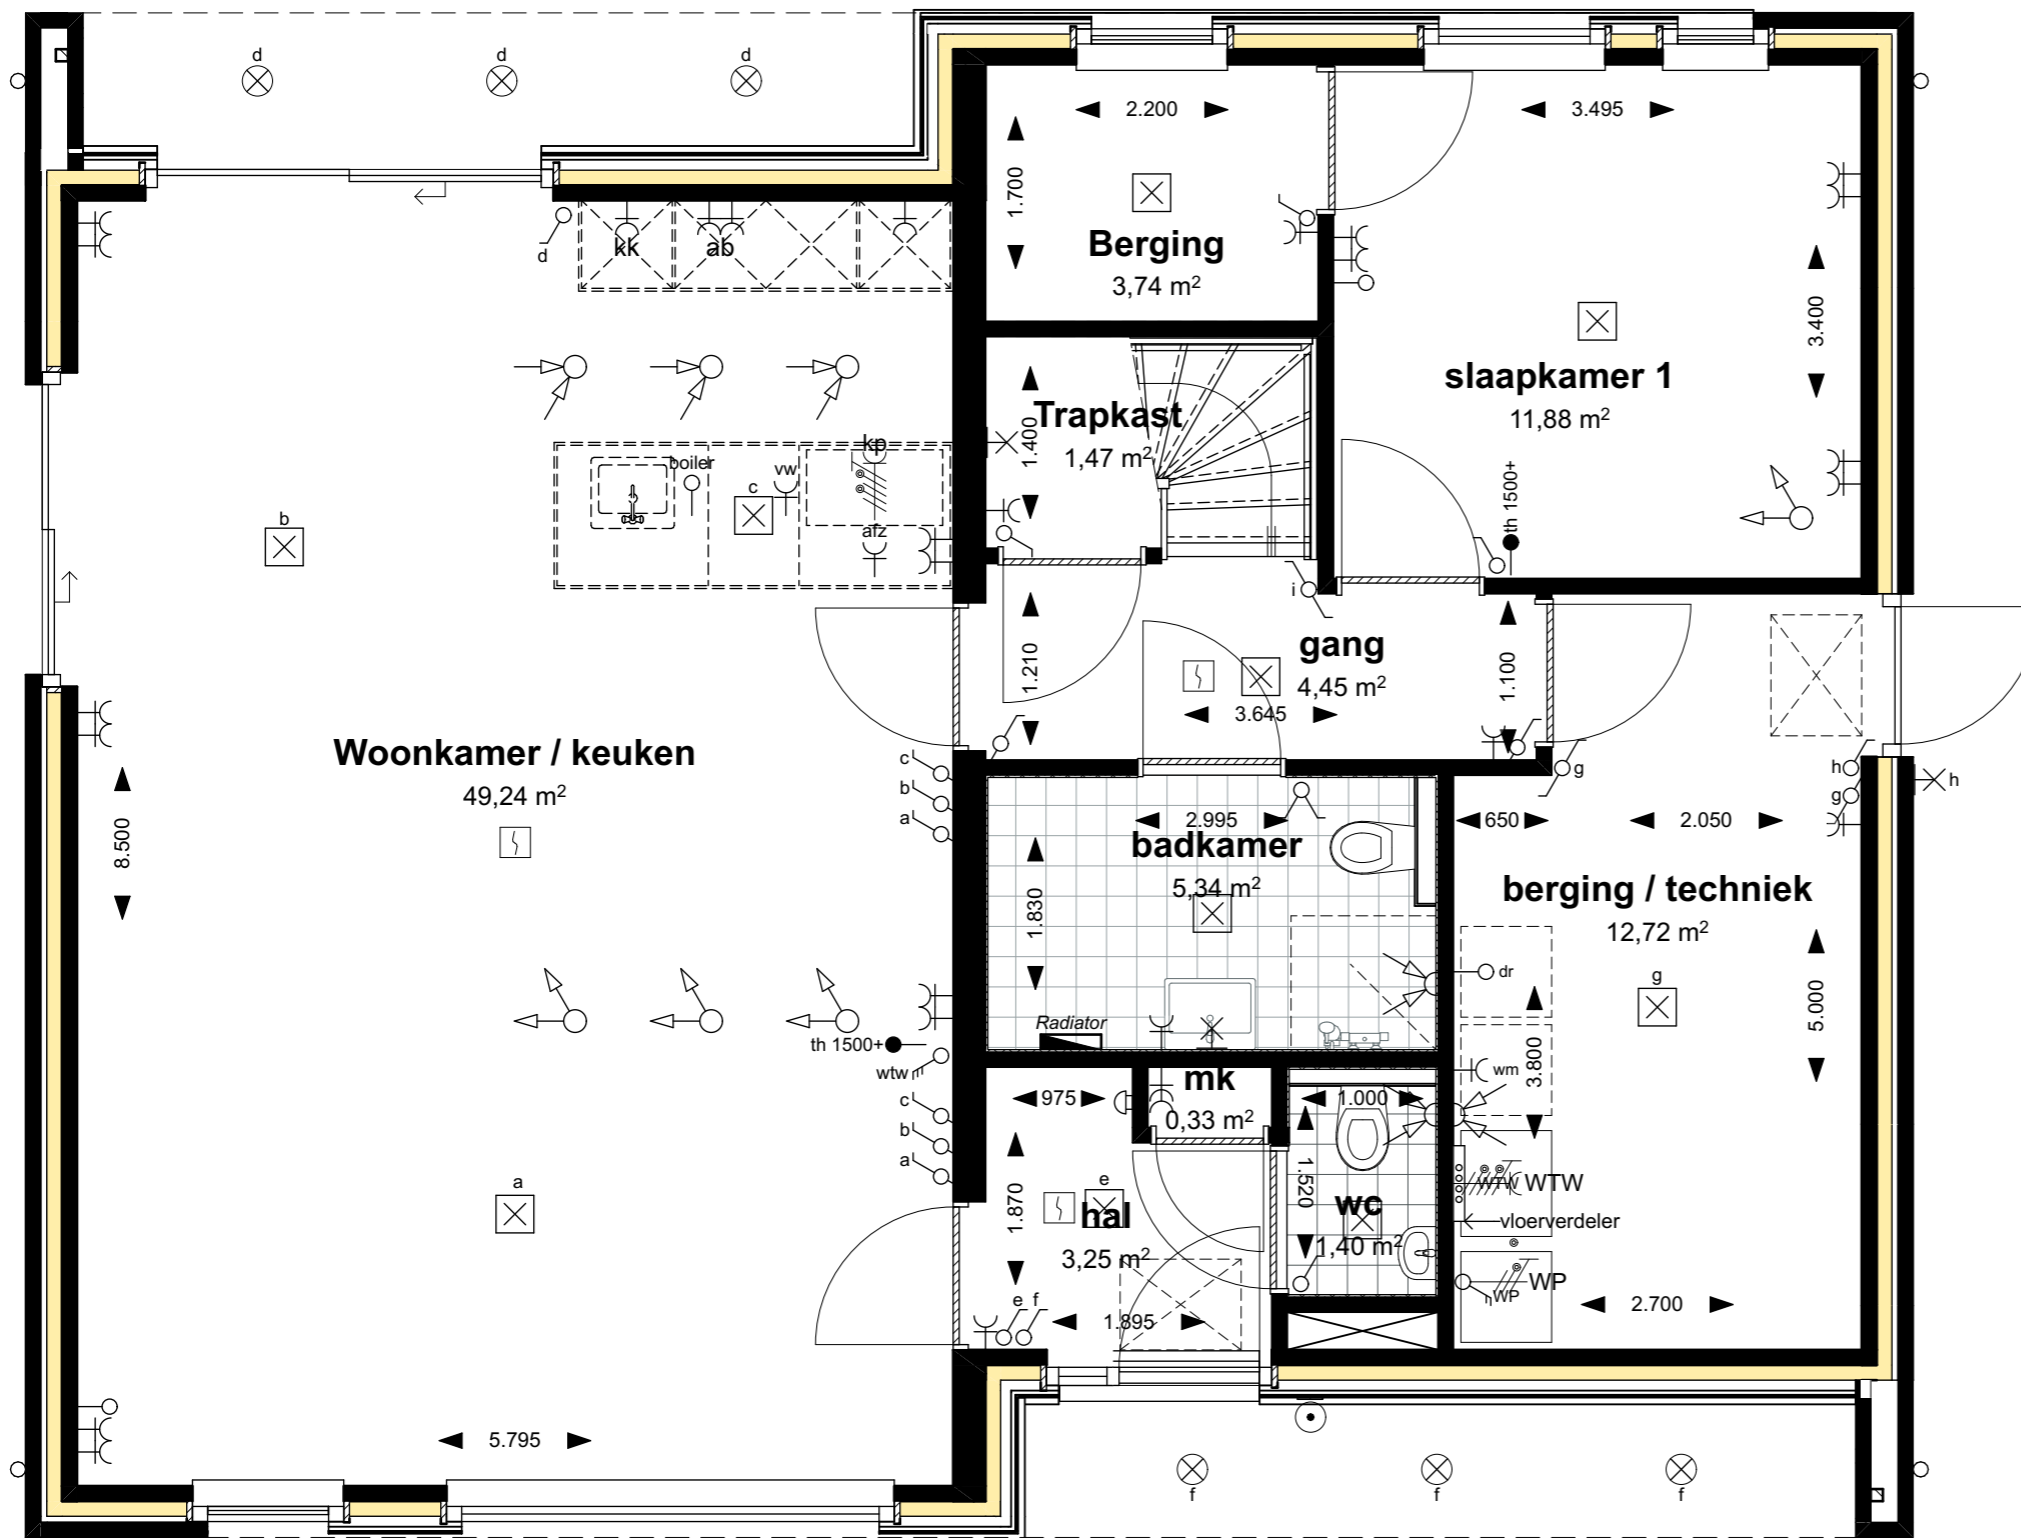 d
d
d
2.200
3.495
1.700
Berging
3,74 m²
d
kk
ab
3.400
slaapkamer 1
11,88 m²
Trapkast
1,47 m²
1.400
kp
boiler
vw
c
afz
b
th 1500+
i
gang
4,45 m²
3.645
1.210
1.100
Woonkamer / keuken
49,24 m²
8.500
c
b
a
g
h
g
h
2.995
badkamer
5,34 m²
1.830
650
2.050
berging / techniek
12,72 m²
dr
g
5.000
3.800
Radiator
th 1500+
wtw
c
b
a
975
mk
0,33 m²
1.000
wm
1.520
wc
1,40 m²
WTW
WTW
vloerverdeler
WP
WP
a
e
hal
3,25 m²
1.870
e
f
1.895
2.700
5.795
f
f
f